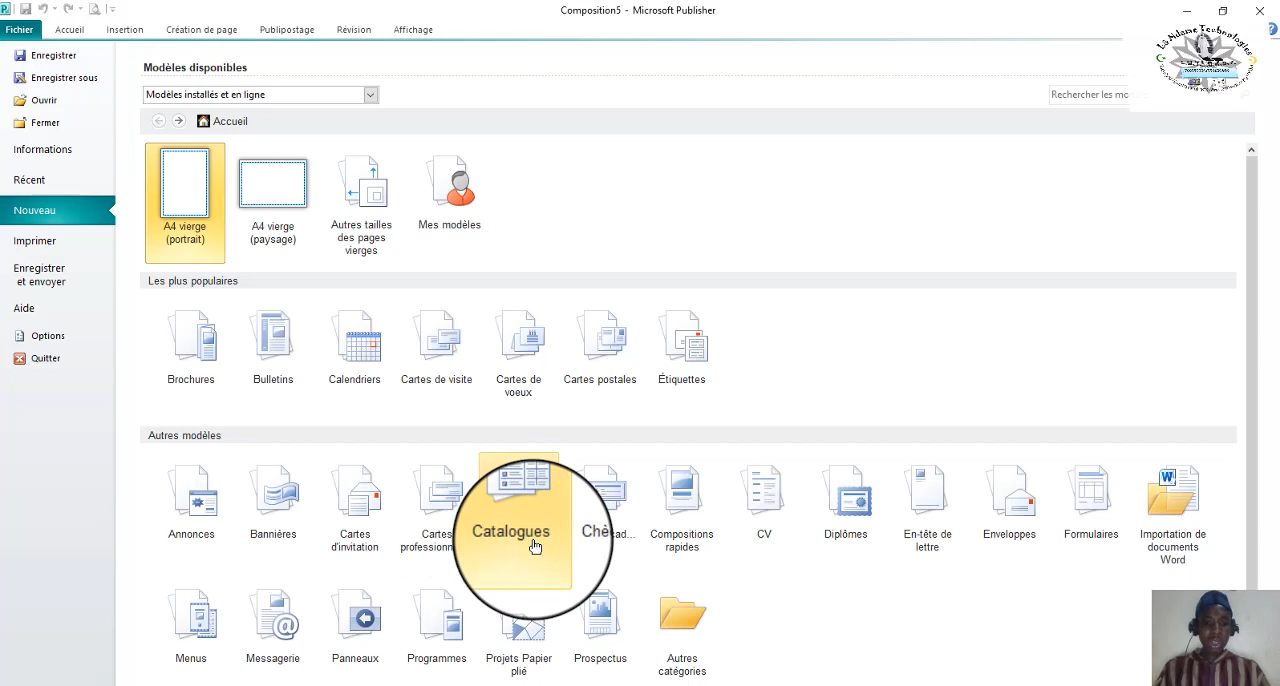 Composition5 - Microsoft Publisher
Fichier Accueil Insertion Création de page Publipostage Révision Affichage
Enregistrer
Enregistrer sous
Ouvrir
Fermer
Informations
Récent
Nouveau
Imprimer
Enregistrer
et envoyer
Aide
Options
Quitter
Modèles disponibles
Modèles installés et en ligne
Rechercher les
Accueil
A4 vierge
(portrait)
A4 vierge
(paysage)
Autres tailles
des pages
vierges
Mes modèles
Les plus populaires
Brochures
Bulletins
Calendriers
Cartes de visite
Cartes de
voeux
Cartes postales
Étiquettes
Autres modèles
Annonces
Bannières
Cartes
d'invitation
Cartes
Catalogues
Compositions
rapides
CV
Diplômes
En-tête de
lettre
Enveloppes
Formulaires
Importation de
documents
Word
Menus
Messagerie
Panneaux
Programmes
Projets Papier
plié
Prospectus
Autres
catégories